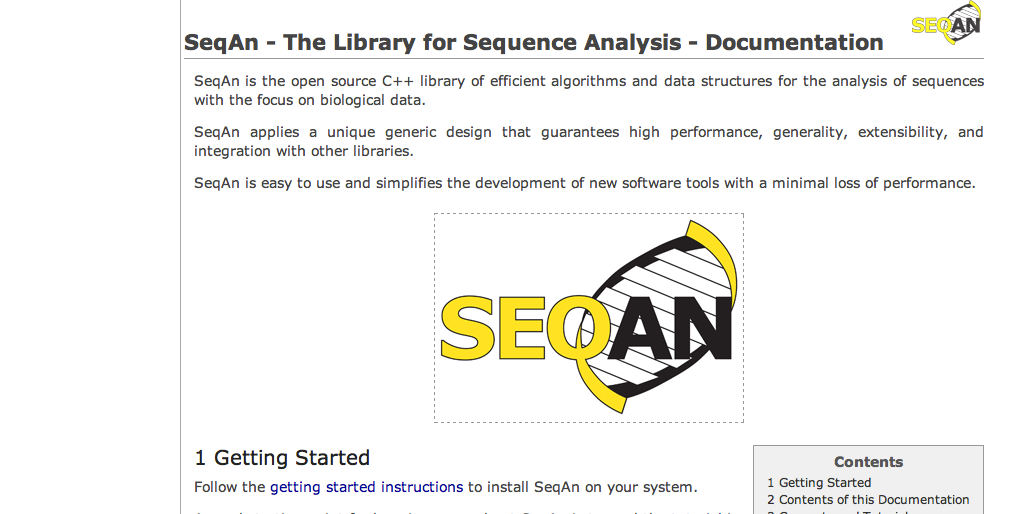 SEQAN
SeqAn - The Library for Sequence Analysis - Documentation
SeqAn is the open source C++ library of efficient algorithms and data structures for the analysis of sequences
with the focus on biological data.
SeqAn applies a unique generic design that guarantees high performance, generality, extensibility, and
integration with other libraries.
SeqAn is easy to use and simplifies the development of new software tools with a minimal loss of performance.
SEQAN
1 Getting Started
Follow the getting started instructions to install SeqAn on your system.
Contents
1 Getting Started
2 Contents of this Documentation